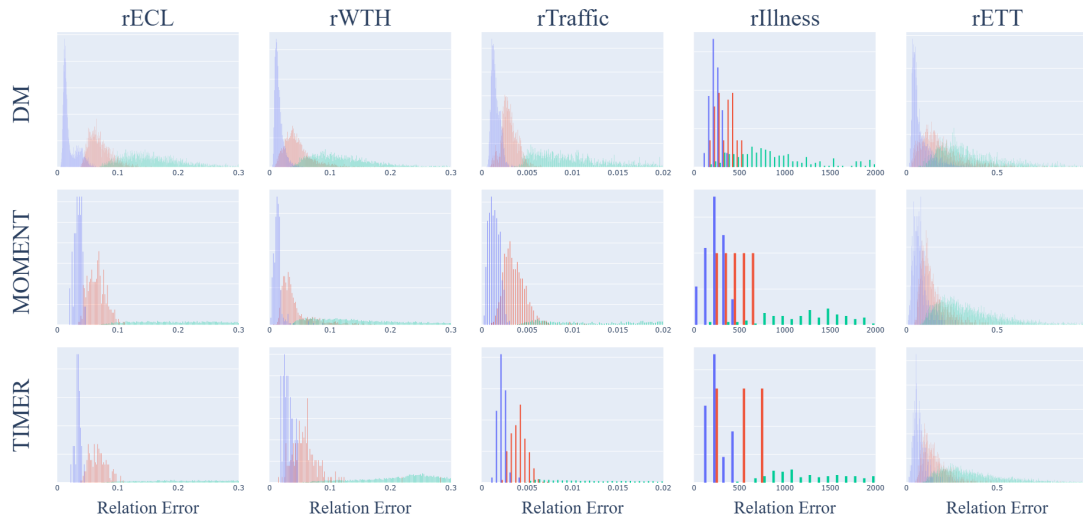 rECL rWTH rTraffic rIllness rETT
DM
0 0.1 0.2 0.3 0 0.1 0.2 0.3 0 0.005 0.01 0.015 0.02 0 500 1000 1500 2000 0.5
MOMENT
0 0.1 0.2 0.3 0 0.1 0.2 0.3 0 0.005 0.01 0.015 0.02 0 500 1000 1500 2000 0.5
TIMER
0 0.1 0.2 0.3 0 0.1 0.2 0.3 0 0.005 0.01 0.015 0.02 0 500 1000 1500 2000 0.5
Relation Error Relation Error Relation Error Relation Error Relation Error